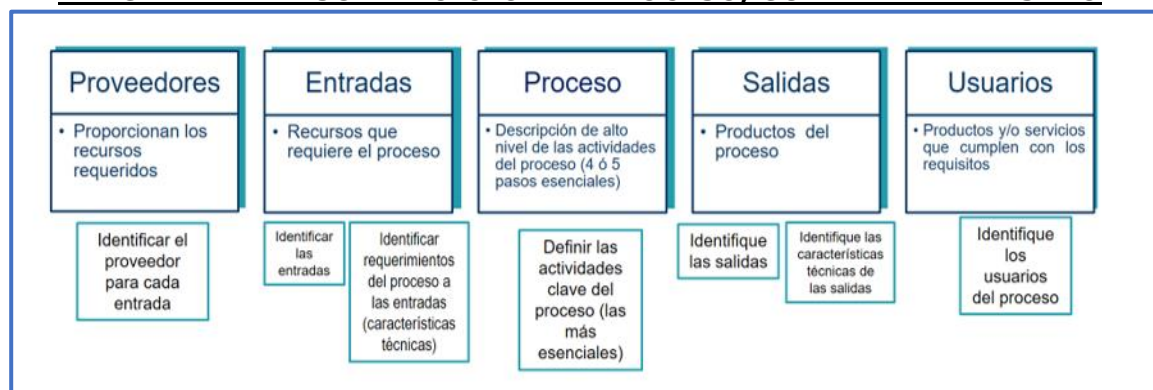 Proveedores
• Proporcionan los
recursos
requeridos
Identificar el
proveedor
para cada
entrada
Entradas
• Recursos que
requiere el proceso
Identificar
las
entradas
Identificar
requerimientos
del proceso a
las entradas
(características
técnicas)
Proceso
• Descripción de alto
nivel de las actividades
del proceso (4 ó 5
pasos esenciales)
Definir las
actividades
clave del
proceso (las
más
esenciales)
Salidas
• Productos del
proceso
Identifique
las salidas
Identifique las
características
técnicas de
las salidas
Usuarios
• Productos y/o servicios
que cumplen con los
requisitos
Identifique
los
usuarios
del proceso